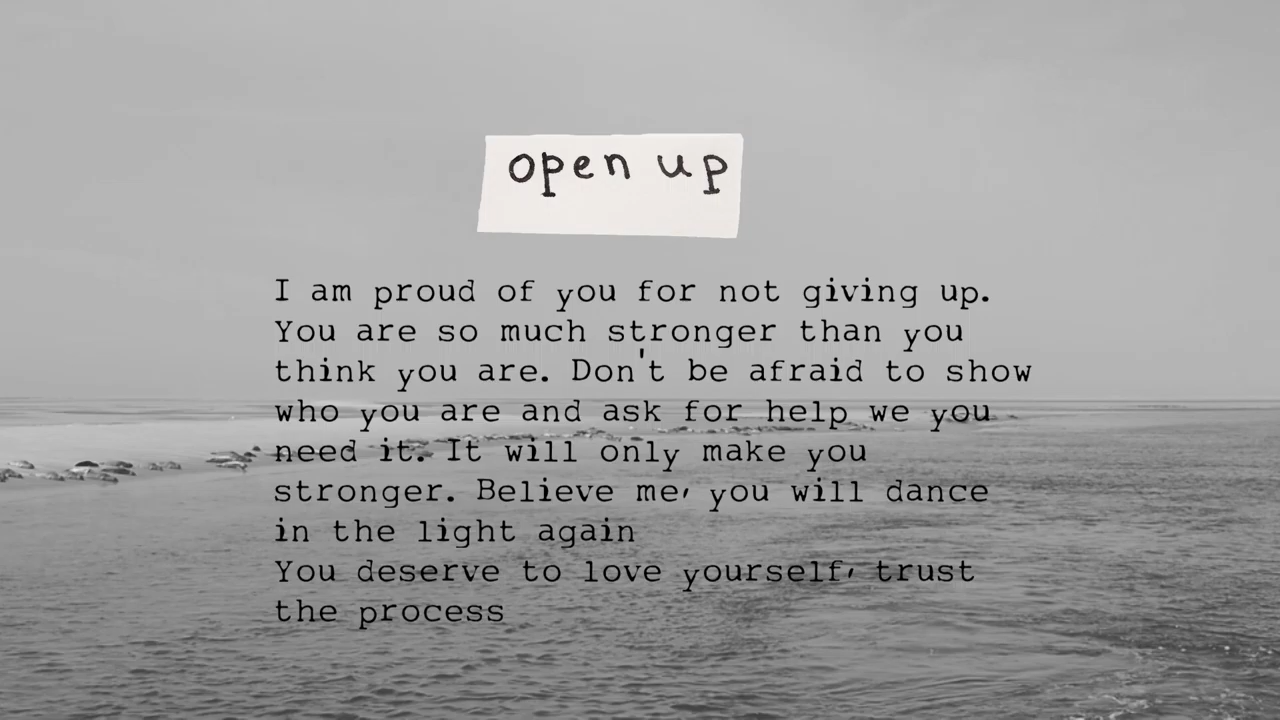 open up
I am proud of you for not giving up.
You are so much stronger than you
think you are. Don't be afraid to show
who you are and ask for help we you
need it. It will only make you
stronger. Believe me, you will dance
in the light again
You deserve to love yourself, trust
the process